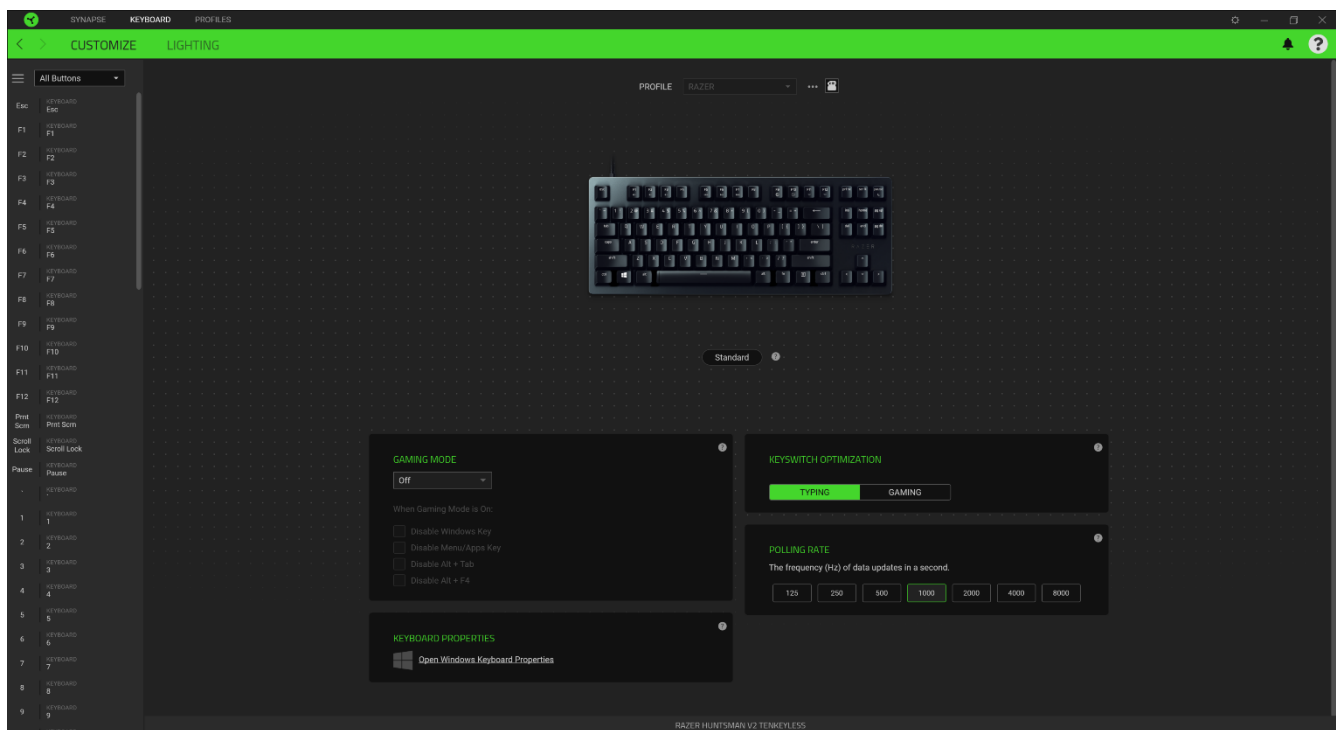 SYNAPSE KEYBOARD PROFILES
CUSTOMIZE LIGHTING
?
All Buttons
PROFILE RAZER
Esc KEYBOARD
Esc
F1 KEYBOARD
F1
F2 KEYBOARD
F2
F3 KEYBOARD
F3
F4 KEYBOARD
F4
F5 KEYBOARD
F5
F6 KEYBOARD
F6
F7 KEYBOARD
F7
F8 KEYBOARD
F8
F9 KEYBOARD
F9
F10 KEYBOARD
F10
F11 KEYBOARD
F11
F12 KEYBOARD
F12
Prnt
Scrn
KEYBOARD
Prnt Scrn
Scroll
Lock
KEYBOARD
Scroll Lock
Pause KEYBOARD
Pause
KEYBOARD
1 KEYBOARD
1
2 KEYBOARD
2
3 KEYBOARD
3
4 KEYBOARD
4
5 KEYBOARD
5
6 KEYBOARD
6
7 KEYBOARD
7
8 KEYBOARD
8
9 KEYBOARD
9
Standard ?
GAMING MODE ?
Off
When Gaming Mode is On:
Disable Windows Key
Disable Menu/Apps Key
Disable Alt + Tab
Disable Alt + F4
KEYBOARD PROPERTIES ?
Open Windows Keyboard Properties
KEYSWITCH OPTIMIZATION ?
TYPING GAMING
POLLING RATE ?
The frequency (Hz) of data updates in a second.
125 250 500 1000 2000 4000 8000
RAZER HUNTSMAN V2 TENKEYLESS